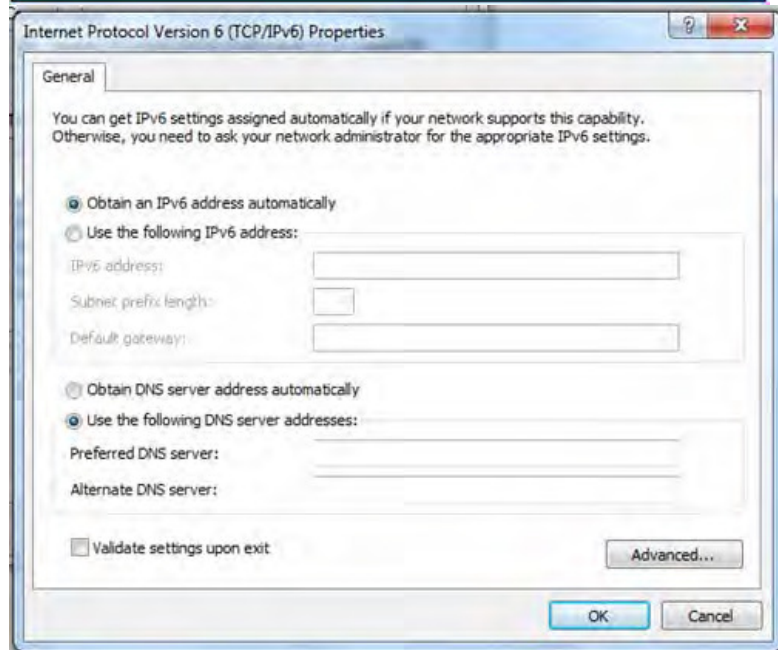 Internet Protocol Version 6 (TCP/IPv6) Properties
General
You can get IPv6 settings assigned automatically if your network supports this capability.
Otherwise, you need to ask your network administrator for the appropriate IPv6 settings.
Obtain an IPv6 address automatically
Use the following IPv6 address:
IPv6 address:
Subnet prefix length:
Default gateway:
Obtain DNS server address automatically
Use the following DNS server addresses:
Preferred DNS server:
Alternate DNS server:
Validate settings upon exit
Advanced...
OK Cancel